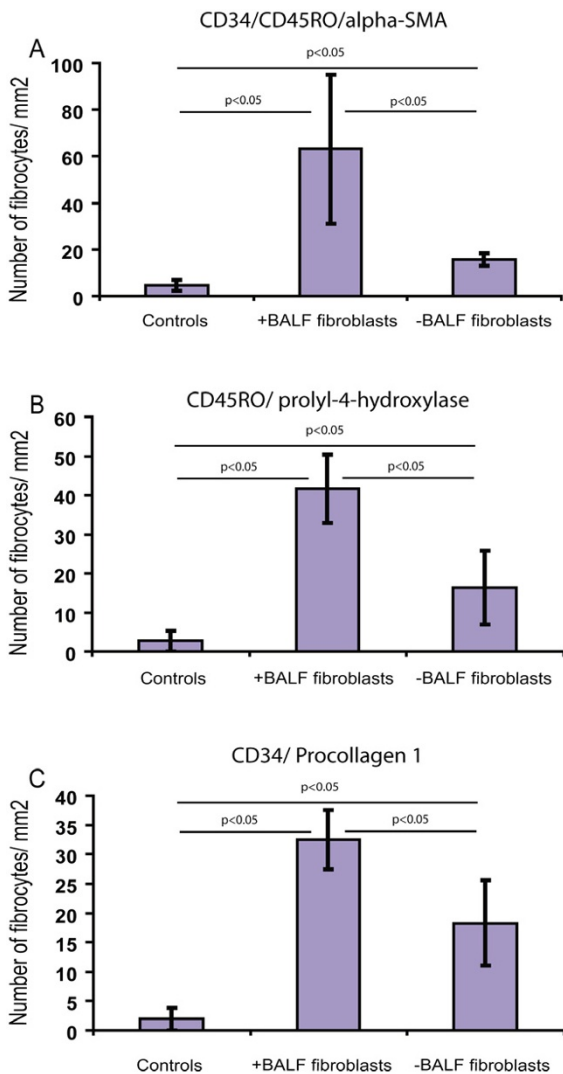 CD34/CD45RO/alpha-SMA
A
p<0.05
p<0.05
p<0.05
Number of fibrocytes/ mm2
100
80
60
40
20
0
Controls
+BALF fibroblasts
-BALF fibroblasts
CD45RO/ prolyl-4-hydroxylase
B
p<0.05
p<0.05
p<0.05
Number of fibrocytes/ mm2
60
50
40
30
20
10
0
Controls
+BALF fibroblasts
-BALF fibroblasts
CD34/ Procollagen 1
C
p<0.05
p<0.05
p<0.05
Number of fibrocytes/ mm2
40
35
30
25
20
15
10
5
0
Controls
+BALF fibroblasts
-BALF fibroblasts